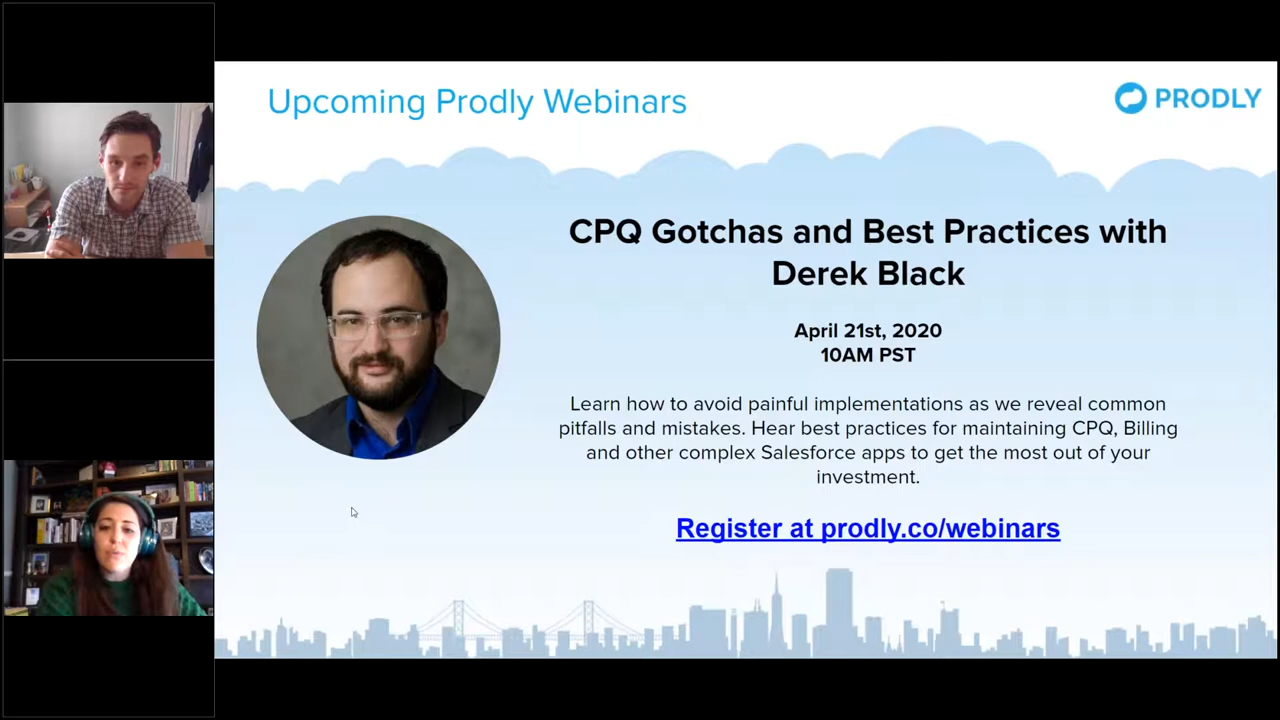 Upcoming Prodly Webinars
PRODLY
CPQ Gotchas and Best Practices with
Derek Black
April 21st, 2020
10AM PST
Learn how to avoid painful implementations as we reveal common
pitfalls and mistakes. Hear best practices for maintaining CPQ, Billing
and other complex Salesforce apps to get the most out of your
investment.
Register at prodly.co/webinars